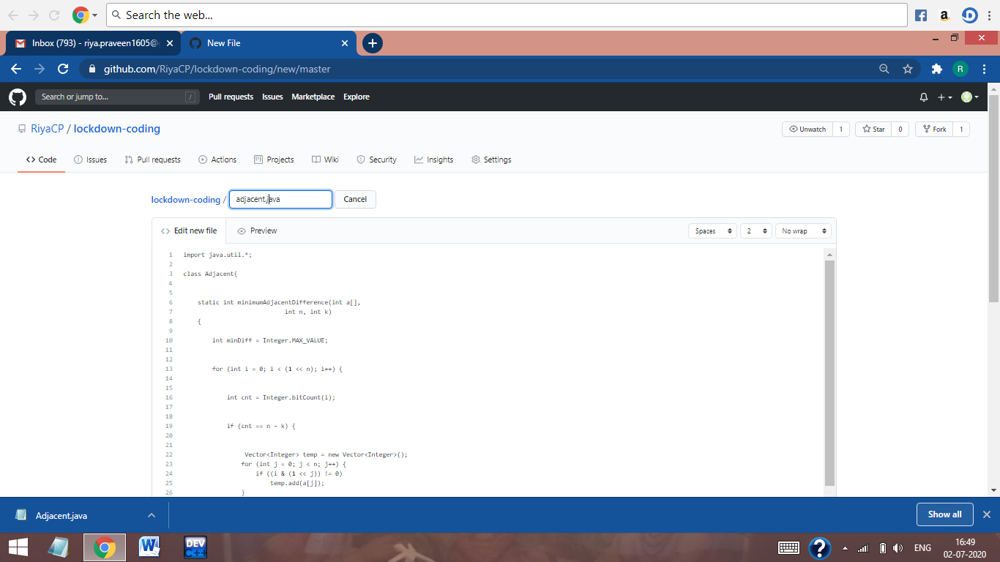 Search the web...
Inbox (793) - riya.praveen1605@
New File
github.com/RiyaCP/lockdown-coding/new/master
R
Search or jump to... /
Pull requests Issues Marketplace Explore
RiyaCP / lockdown-coding
Unwatch 1 Star 0 Fork 1
Code Issues Pull requests Actions Projects Wiki Security Insights Settings
lockdown-coding / adjacent.java Cancel
Edit new file Preview Spaces 2 No wrap
1 import java.util.*;
2
3 class Adjacent{
4
5
6 static int minimumAdjacentDifference(int a[],
7 int n, int k)
8 {
9
10 int minDiff = Integer.MAX_VALUE;
11
12
13 for (int i = 0; i < (1 << n); i++) {
14
15
16 int cnt = Integer.bitCount(i);
17
18
19 if (cnt == n - k) {
20
21
22 Vector<Integer> temp = new Vector<Integer>();
23 for (int j = 0; j < n; j++) {
24 if ((i & (1 << j)) != 0)
25 temp.add(a[j]);
26 }
Adjacent.java Show all
DEV C++ ENG 16:49
02-07-2020